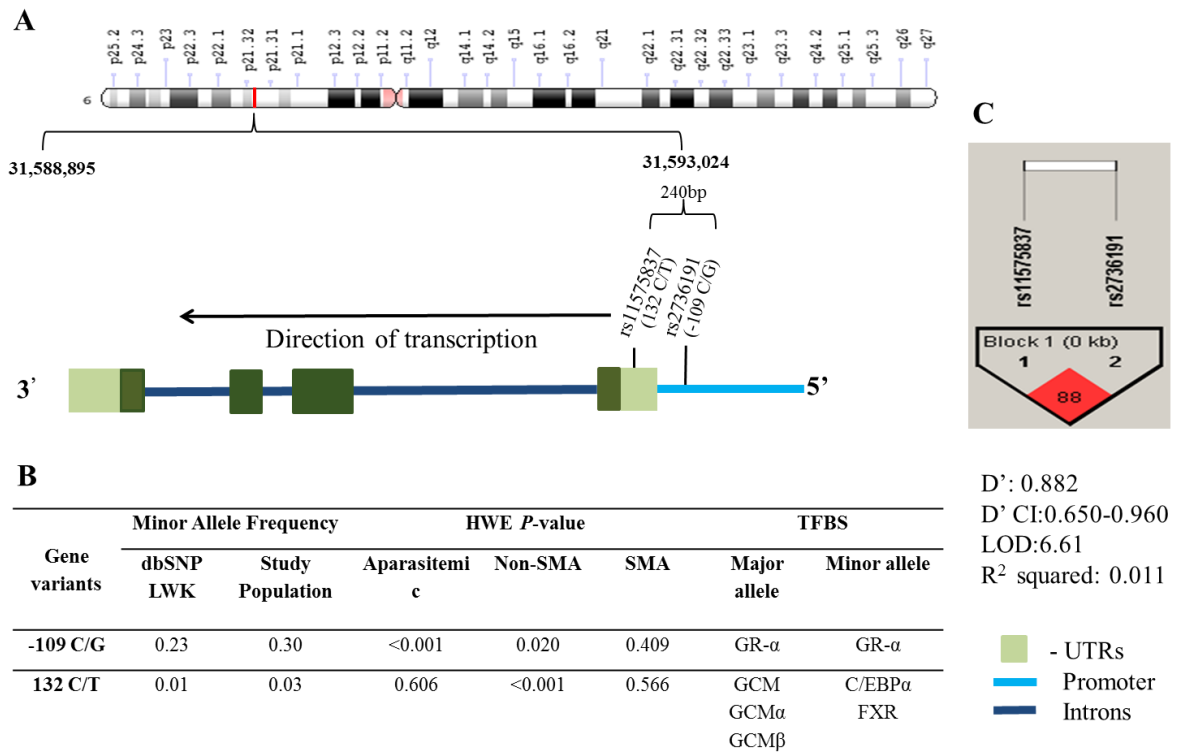 A
p25.2 p24.3 p23 p22.3 p22.1 p21.32 p21.31 p21.1 p12.3 p12.2 p11.2 q11.2 q12 q14.1 q14.2 q15 q16.1 q16.2 q21 q22.1 q22.31 q22.32 q22.33 q23.1 q23.3 q24.2 q25.1 q25.3 q26 q27
6
31,588,895
31,593,024
240bp
rs11575837
(132 C/T)
rs2736191
(-109 C/G)
Direction of transcription
3’
5’
B
Minor Allele Frequency HWE P-value TFBS
Gene
variants
dbSNP
LWK
Study
Population
Aparasitemi
c
Non-SMA
SMA
Major
allele
Minor allele
-109 C/G 0.23 0.30 <0.001 0.020 0.409 GR-α GR-α
132 C/T 0.01 0.03 0.606 <0.001 0.566 GCM C/EBPα
GCMα FXR
GCMβ
C
rs11575837
rs2736191
Block 1 (0 kb)
1 2
88
D’: 0.882
D’ CI:0.650-0.960
LOD:6.61
R² squared: 0.011
- UTRs
Promoter
Introns